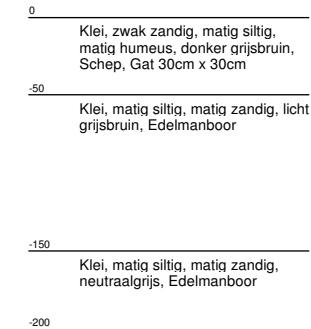 0
Klei, zwak zandig, matig siltig,
matig humeus, donker grijsbruin,
Schep, Gat 30cm x 30cm
-50
Klei, matig siltig, matig zandig, licht
grijsbruin, Edelmanboor
-150
Klei, matig siltig, matig zandig,
neutraalgrijs, Edelmanboor
-200